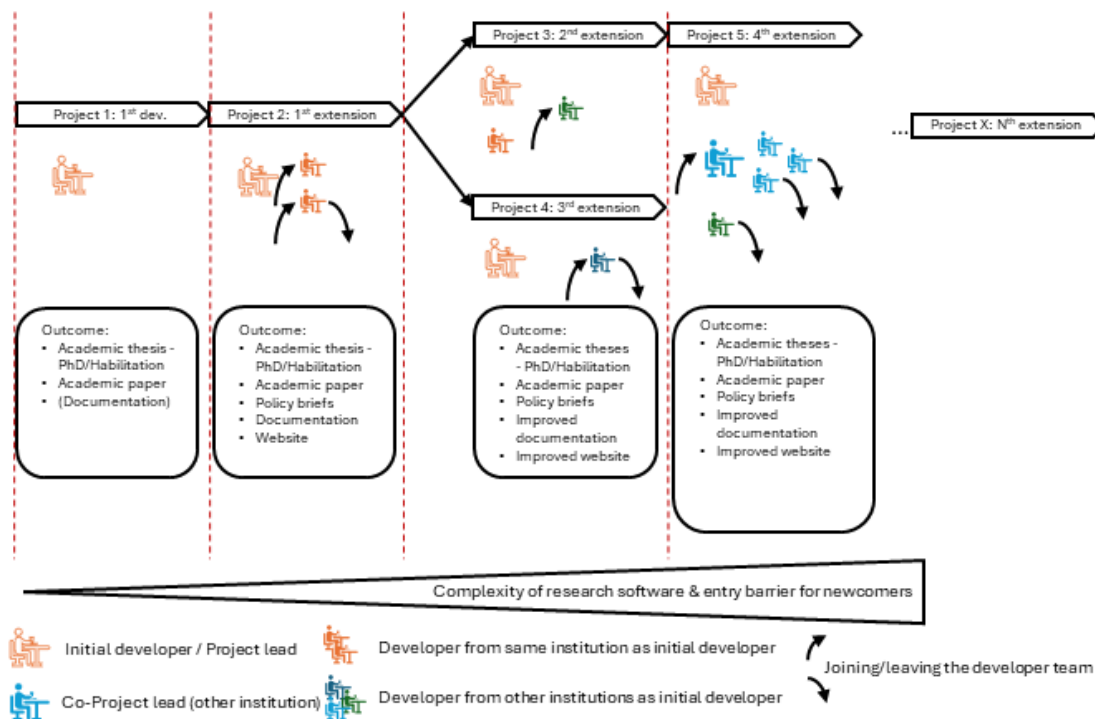 Project 3: 2nd extension
Project 5: 4th extension
Project 1: 1st dev.
Project 2: 1st extension
... Project X: Nth extension
Project 4: 3rd extension
Outcome:
• Academic thesis -
PhD/Habilitation
• Academic paper
• (Documentation)
Outcome:
• Academic thesis -
PhD/Habilitation
• Academic paper
• Policy briefs
• Documentation
• Website
Outcome:
• Academic theses
- PhD/Habilitation
• Academic paper
• Policy briefs
• Improved
documentation
• Improved website
Outcome:
• Academic theses -
PhD/Habilitation
• Academic paper
• Policy briefs
• Improved
documentation
• Improved website
Complexity of research software & entry barrier for newcomers
Initial developer / Project lead
Developer from same institution as initial developer
Joining/leaving the developer team
Co-Project lead (other institution)
Developer from other institutions as initial developer